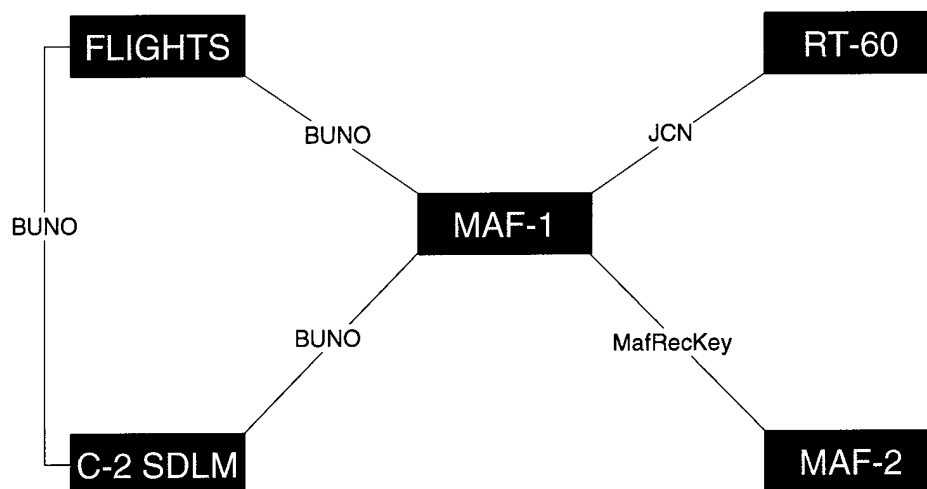 FLIGHTS
RT-60
BUNO
JCN
BUNO
MAF-1
BUNO
MafRecKey
C-2 SDLM
MAF-2